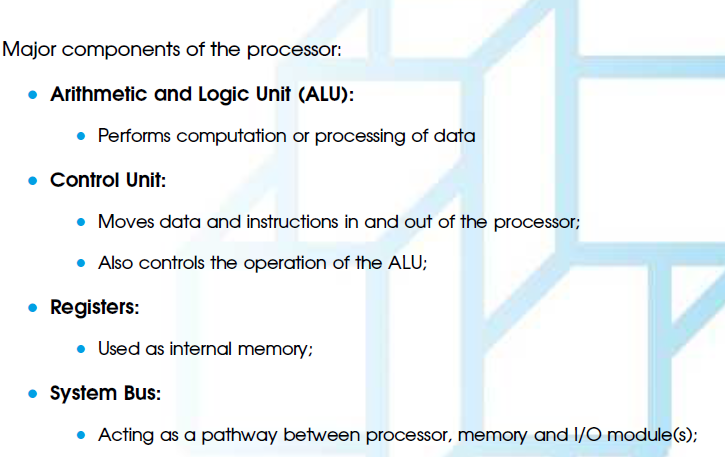 Major components of the processor:
• Arithmetic and Logic Unit (ALU):
• Performs computation or processing of data
• Control Unit:
• Moves data and instructions in and out of the processor;
• Also controls the operation of the ALU;
• Registers:
• Used as internal memory;
• System Bus:
• Acting as a pathway between processor, memory and I/O module(s);